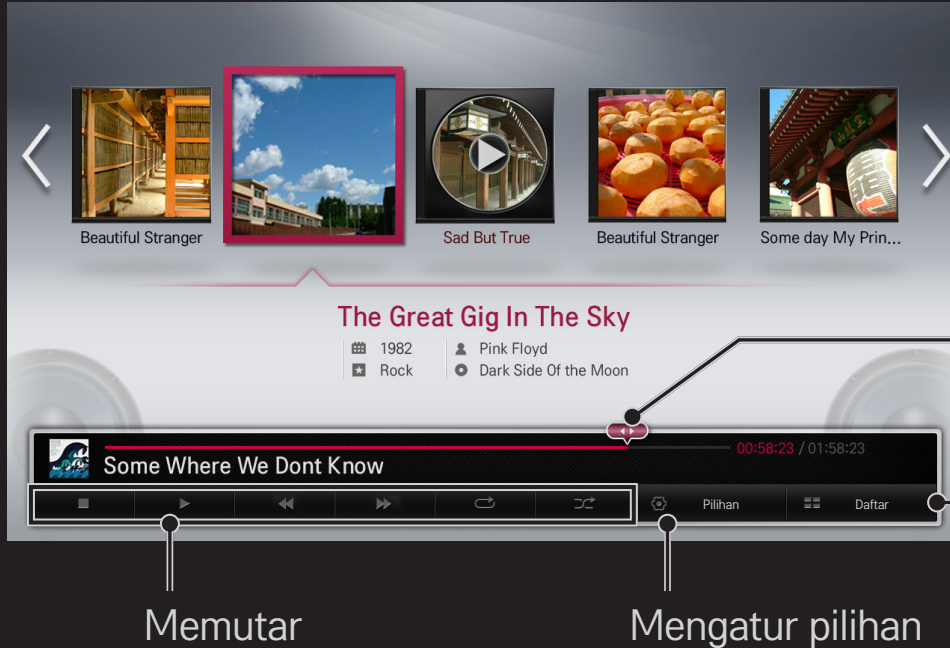 Beautiful Stranger
Sad But True
Beautiful Stranger
Some day My Prin...
The Great Gig In The Sky
1982
Pink Floyd
Rock
Dark Side Of the Moon
00:58:23 / 01:58:23
Some Where We Dont Know
Pilihan
Daftar
Memutar
Mengatur pilihan